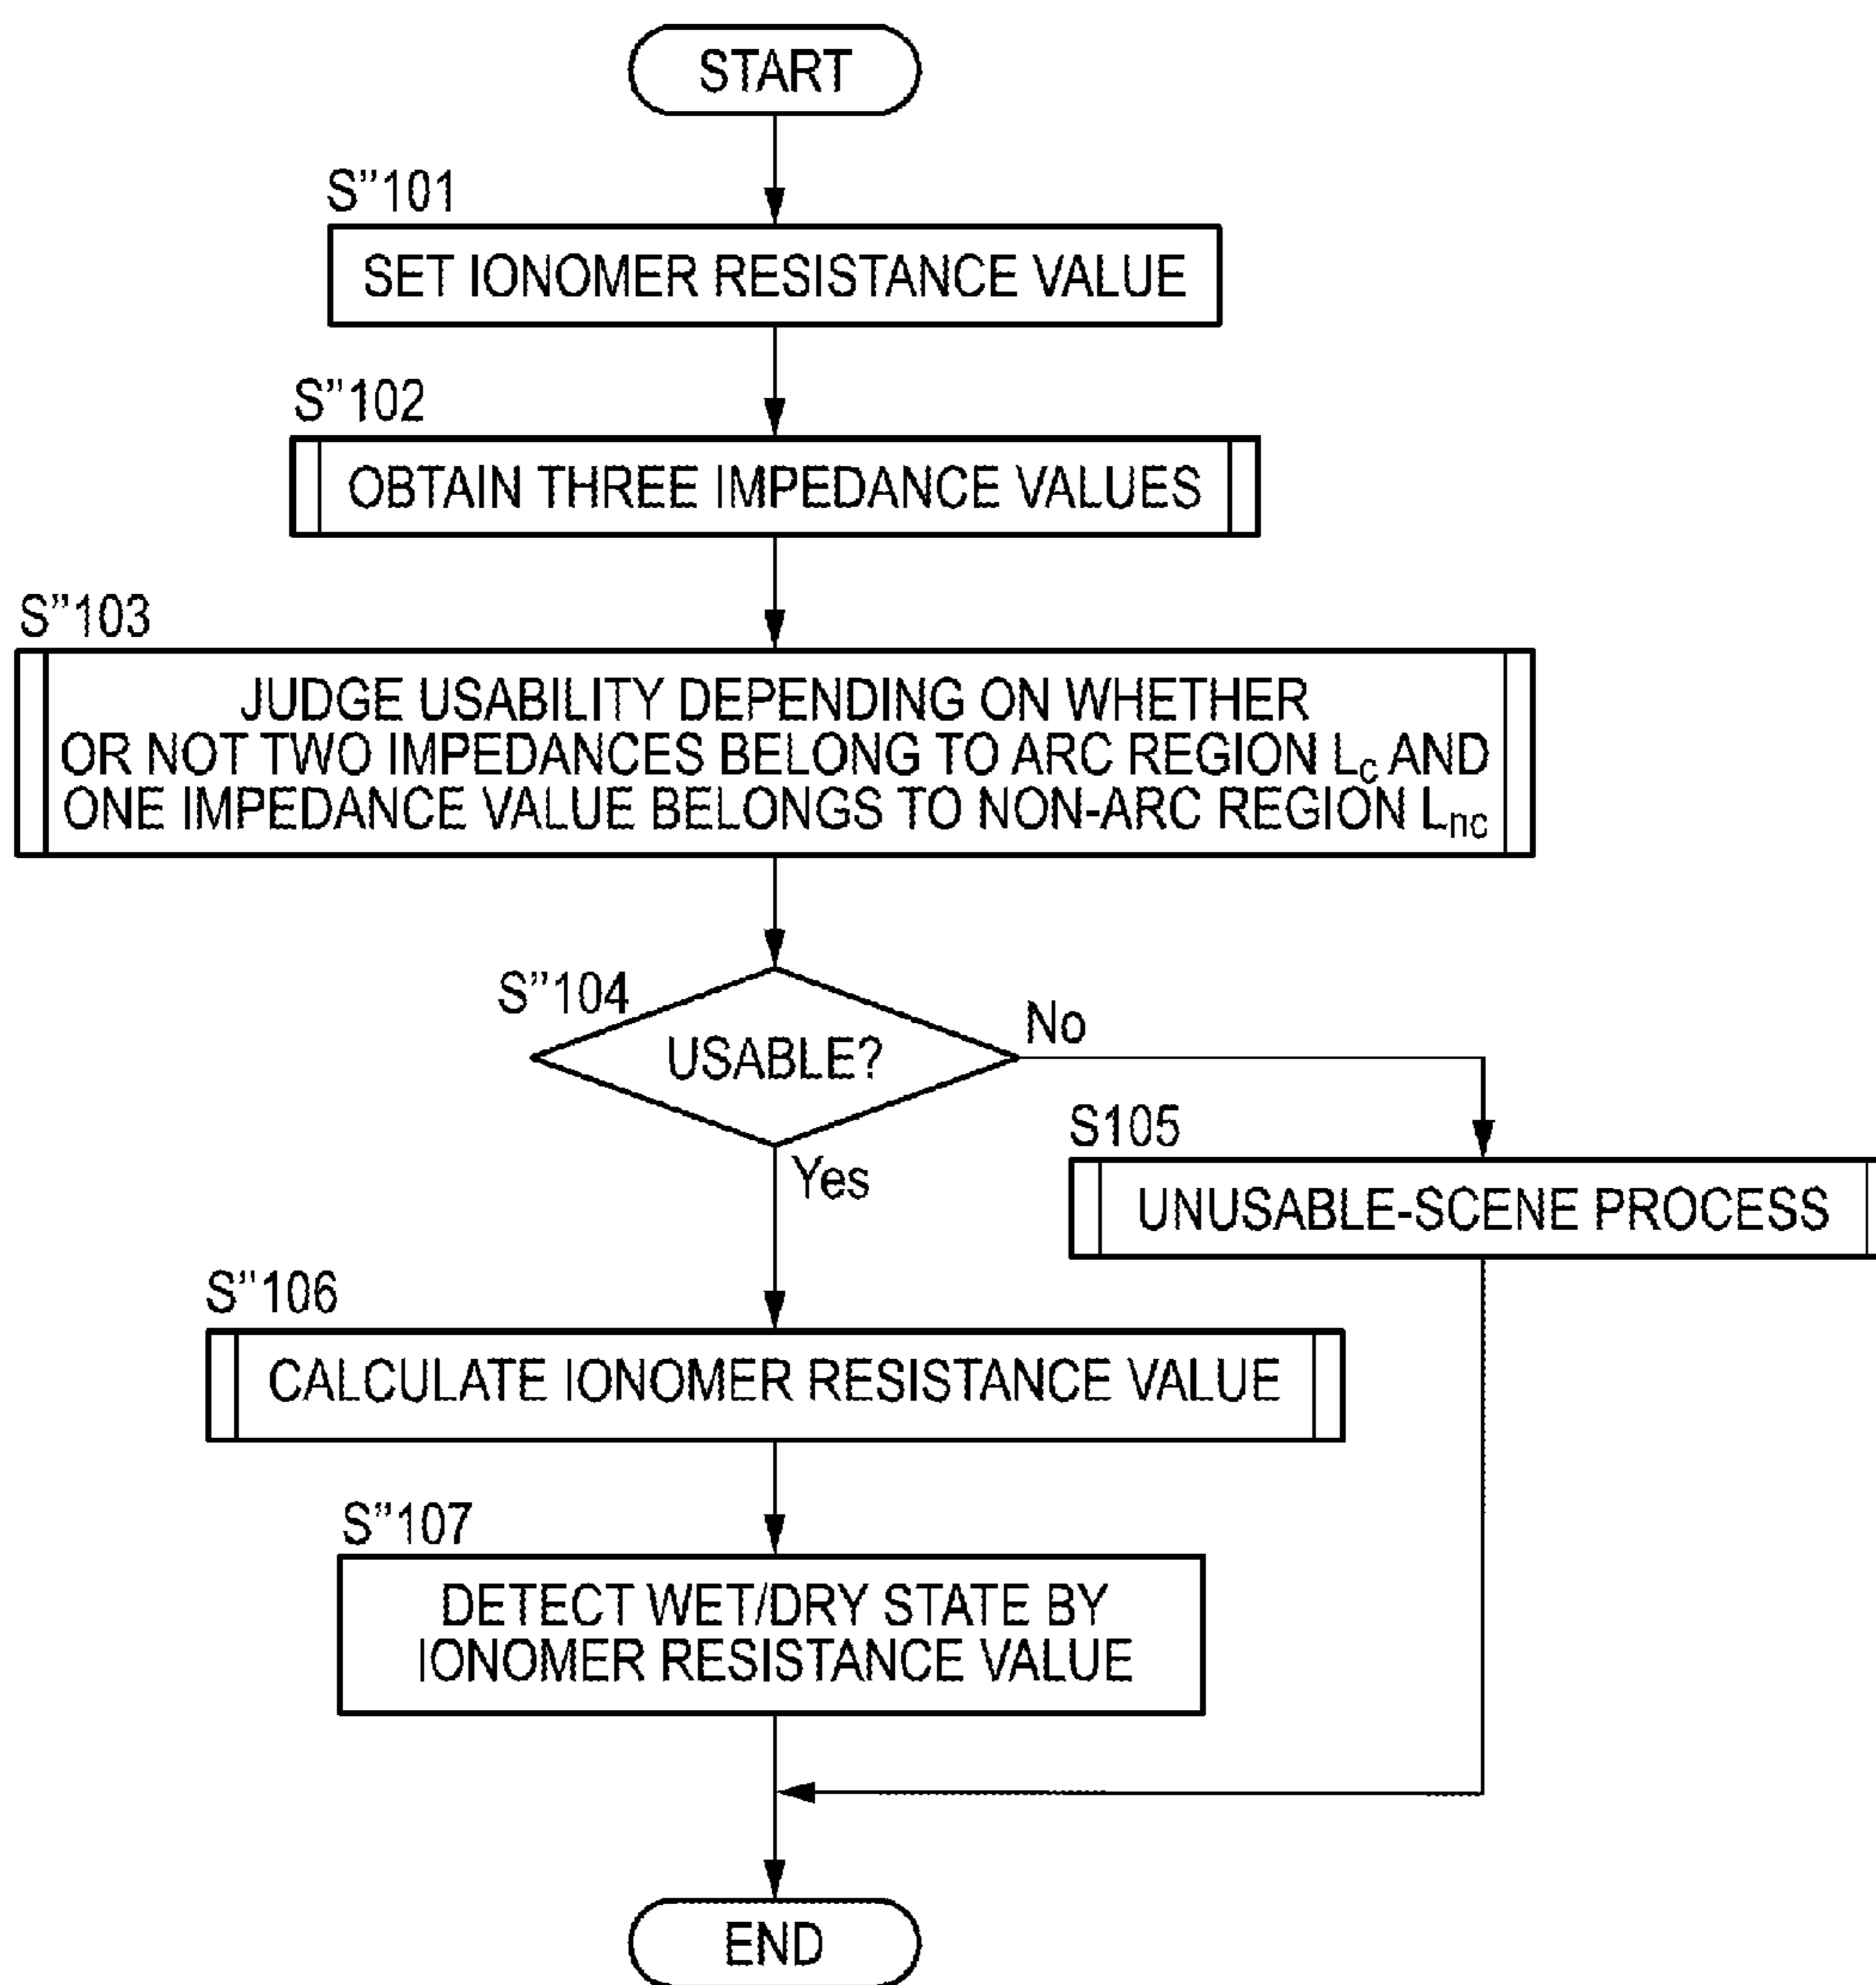 START
S"101
SET IONOMER RESISTANCE VALUE
S"102
OBTAIN THREE IMPEDANCE VALUES
S"103
JUDGE USABILITY DEPENDING ON WHETHER
OR NOT TWO IMPEDANCES BELONG TO ARC REGION Lc AND
ONE IMPEDANCE VALUE BELONGS TO NON-ARC REGION Lnc
S"104
USABLE?
No
Yes
S105
UNUSABLE-SCENE PROCESS
S"106
CALCULATE IONOMER RESISTANCE VALUE
S"107
DETECT WET/DRY STATE BY
IONOMER RESISTANCE VALUE
END